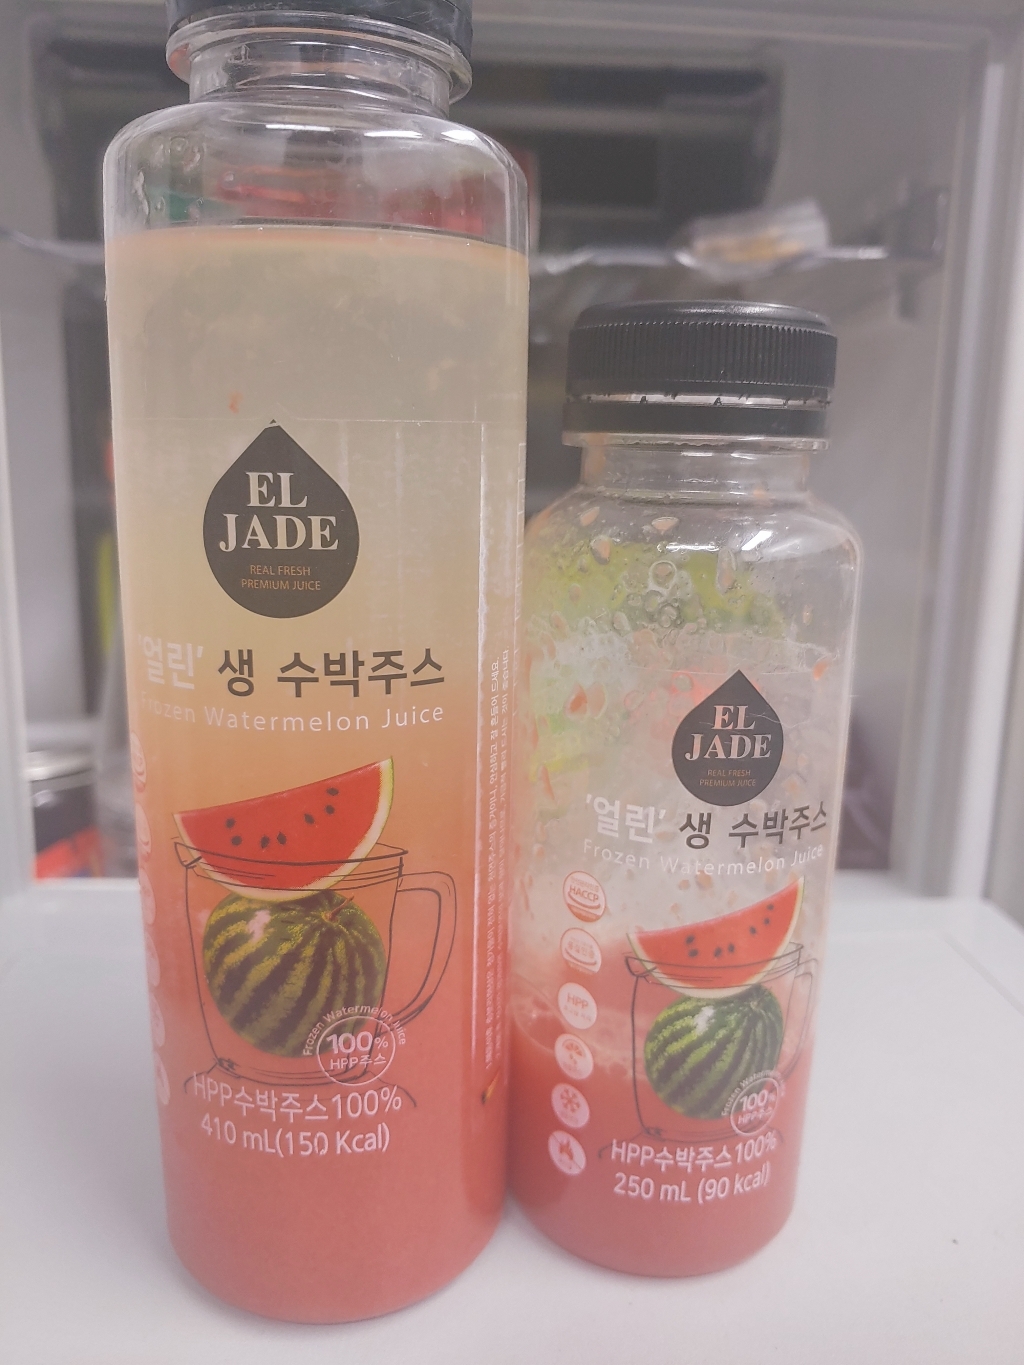 EL
JADE
REAL FRESH
PREMIUM JUICE
'얼린' 생 수박주스
Frozen Watermelon Juice
Frozen Watermelon Juice
100%
HPP주스
HPP수박주스100%
410 mL(150 Kcal)
EL
JADE
REAL FRESH
PREMIUM JUICE
'얼린' 생 수박주스
Frozen Watermelon Juice
HACCP
HPP
100%
HPP주스
HPP수박주스100%
250 mL (90 kcal)